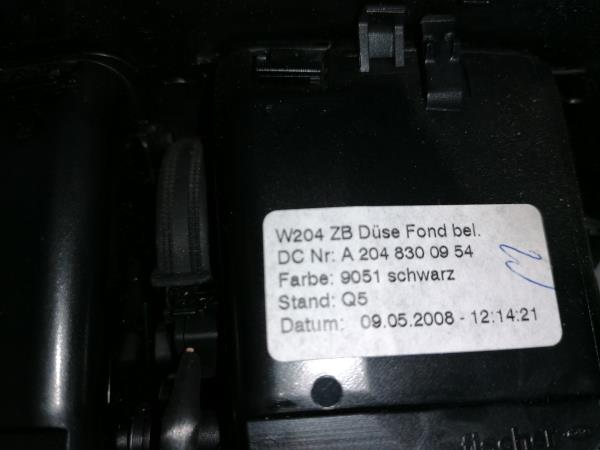 W204 ZB Düse Fond bel.
DC Nr: A 204 830 09 54
Farbe: 9051 schwarz
Stand: Q5
Datum: 09.05.2008 - 12:14:21